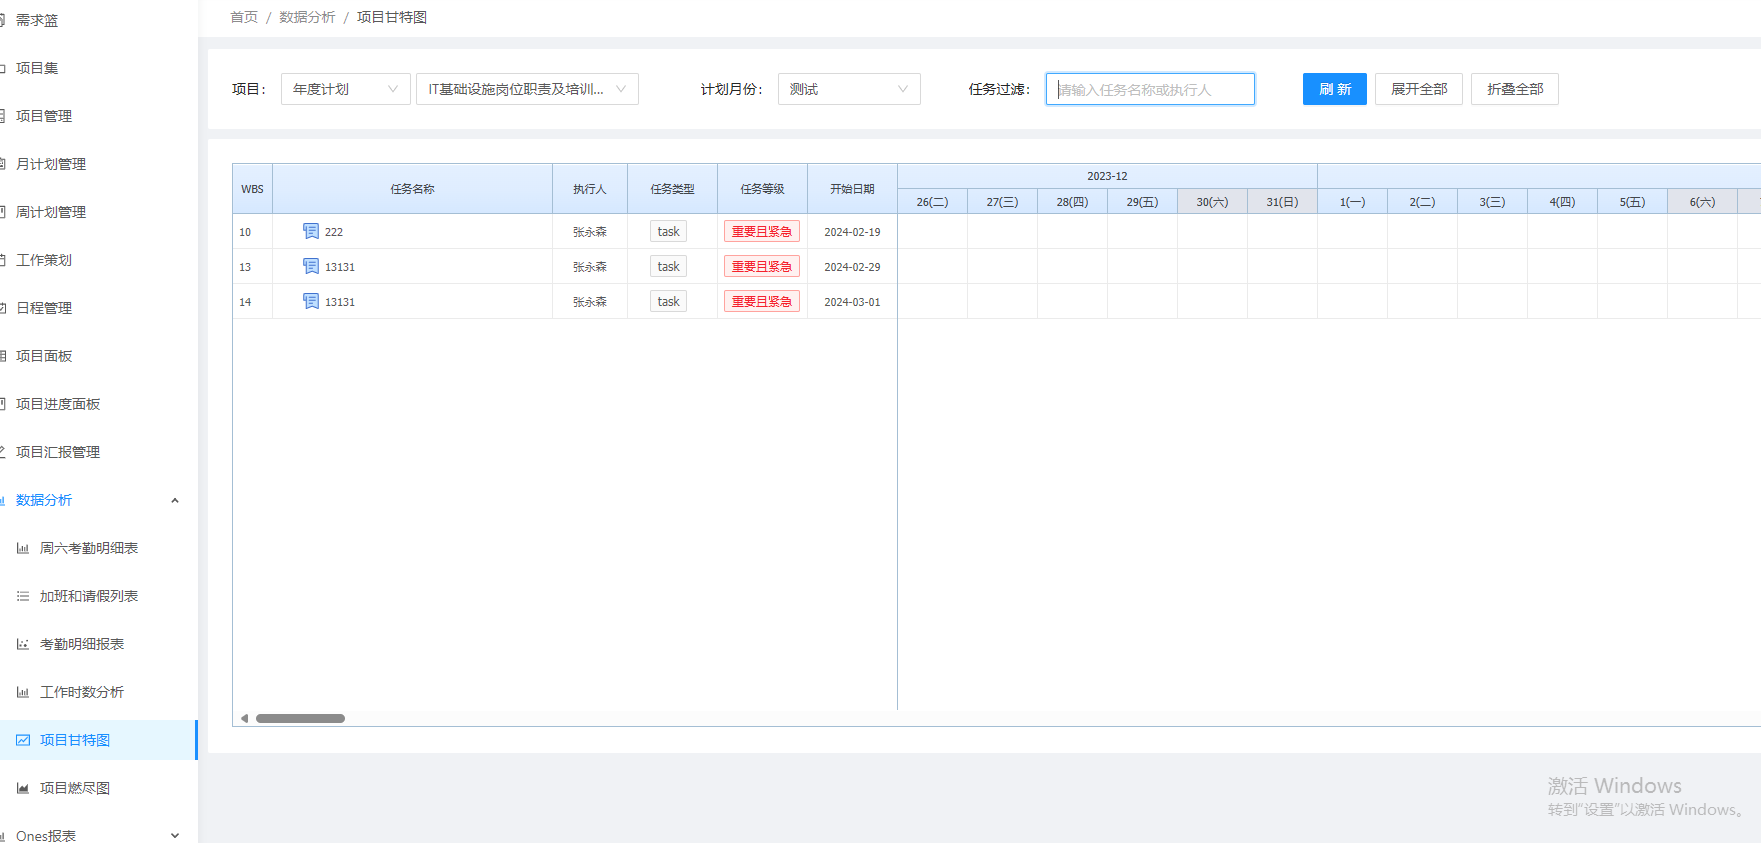 首页 / 数据分析 / 项目甘特图
需求篮
项目集
项目管理
月计划管理
周计划管理
工作策划
日程管理
项目面板
项目进度面板
项目汇报管理
数据分析
周六考勤明细表
加班和请假列表
考勤明细报表
工作时数分析
项目甘特图
项目燃尽图
Ones报表
项目： 年度计划 IT基础设施岗位职责及培训... 计划月份： 测试 任务过滤： 请输入任务名称或执行人 刷 新 展开全部 折叠全部
WBS 任务名称 执行人 任务类型 任务等级 开始日期 2023-12
26(二) 27(三) 28(四) 29(五) 30(六) 31(日) 1(一) 2(二) 3(三) 4(四) 5(五) 6(六)
10 222 张永森 task 重要且紧急 2024-02-19
13 13131 张永森 task 重要且紧急 2024-02-29
14 13131 张永森 task 重要且紧急 2024-03-01
激活 Windows
转到“设置”以激活 Windows。